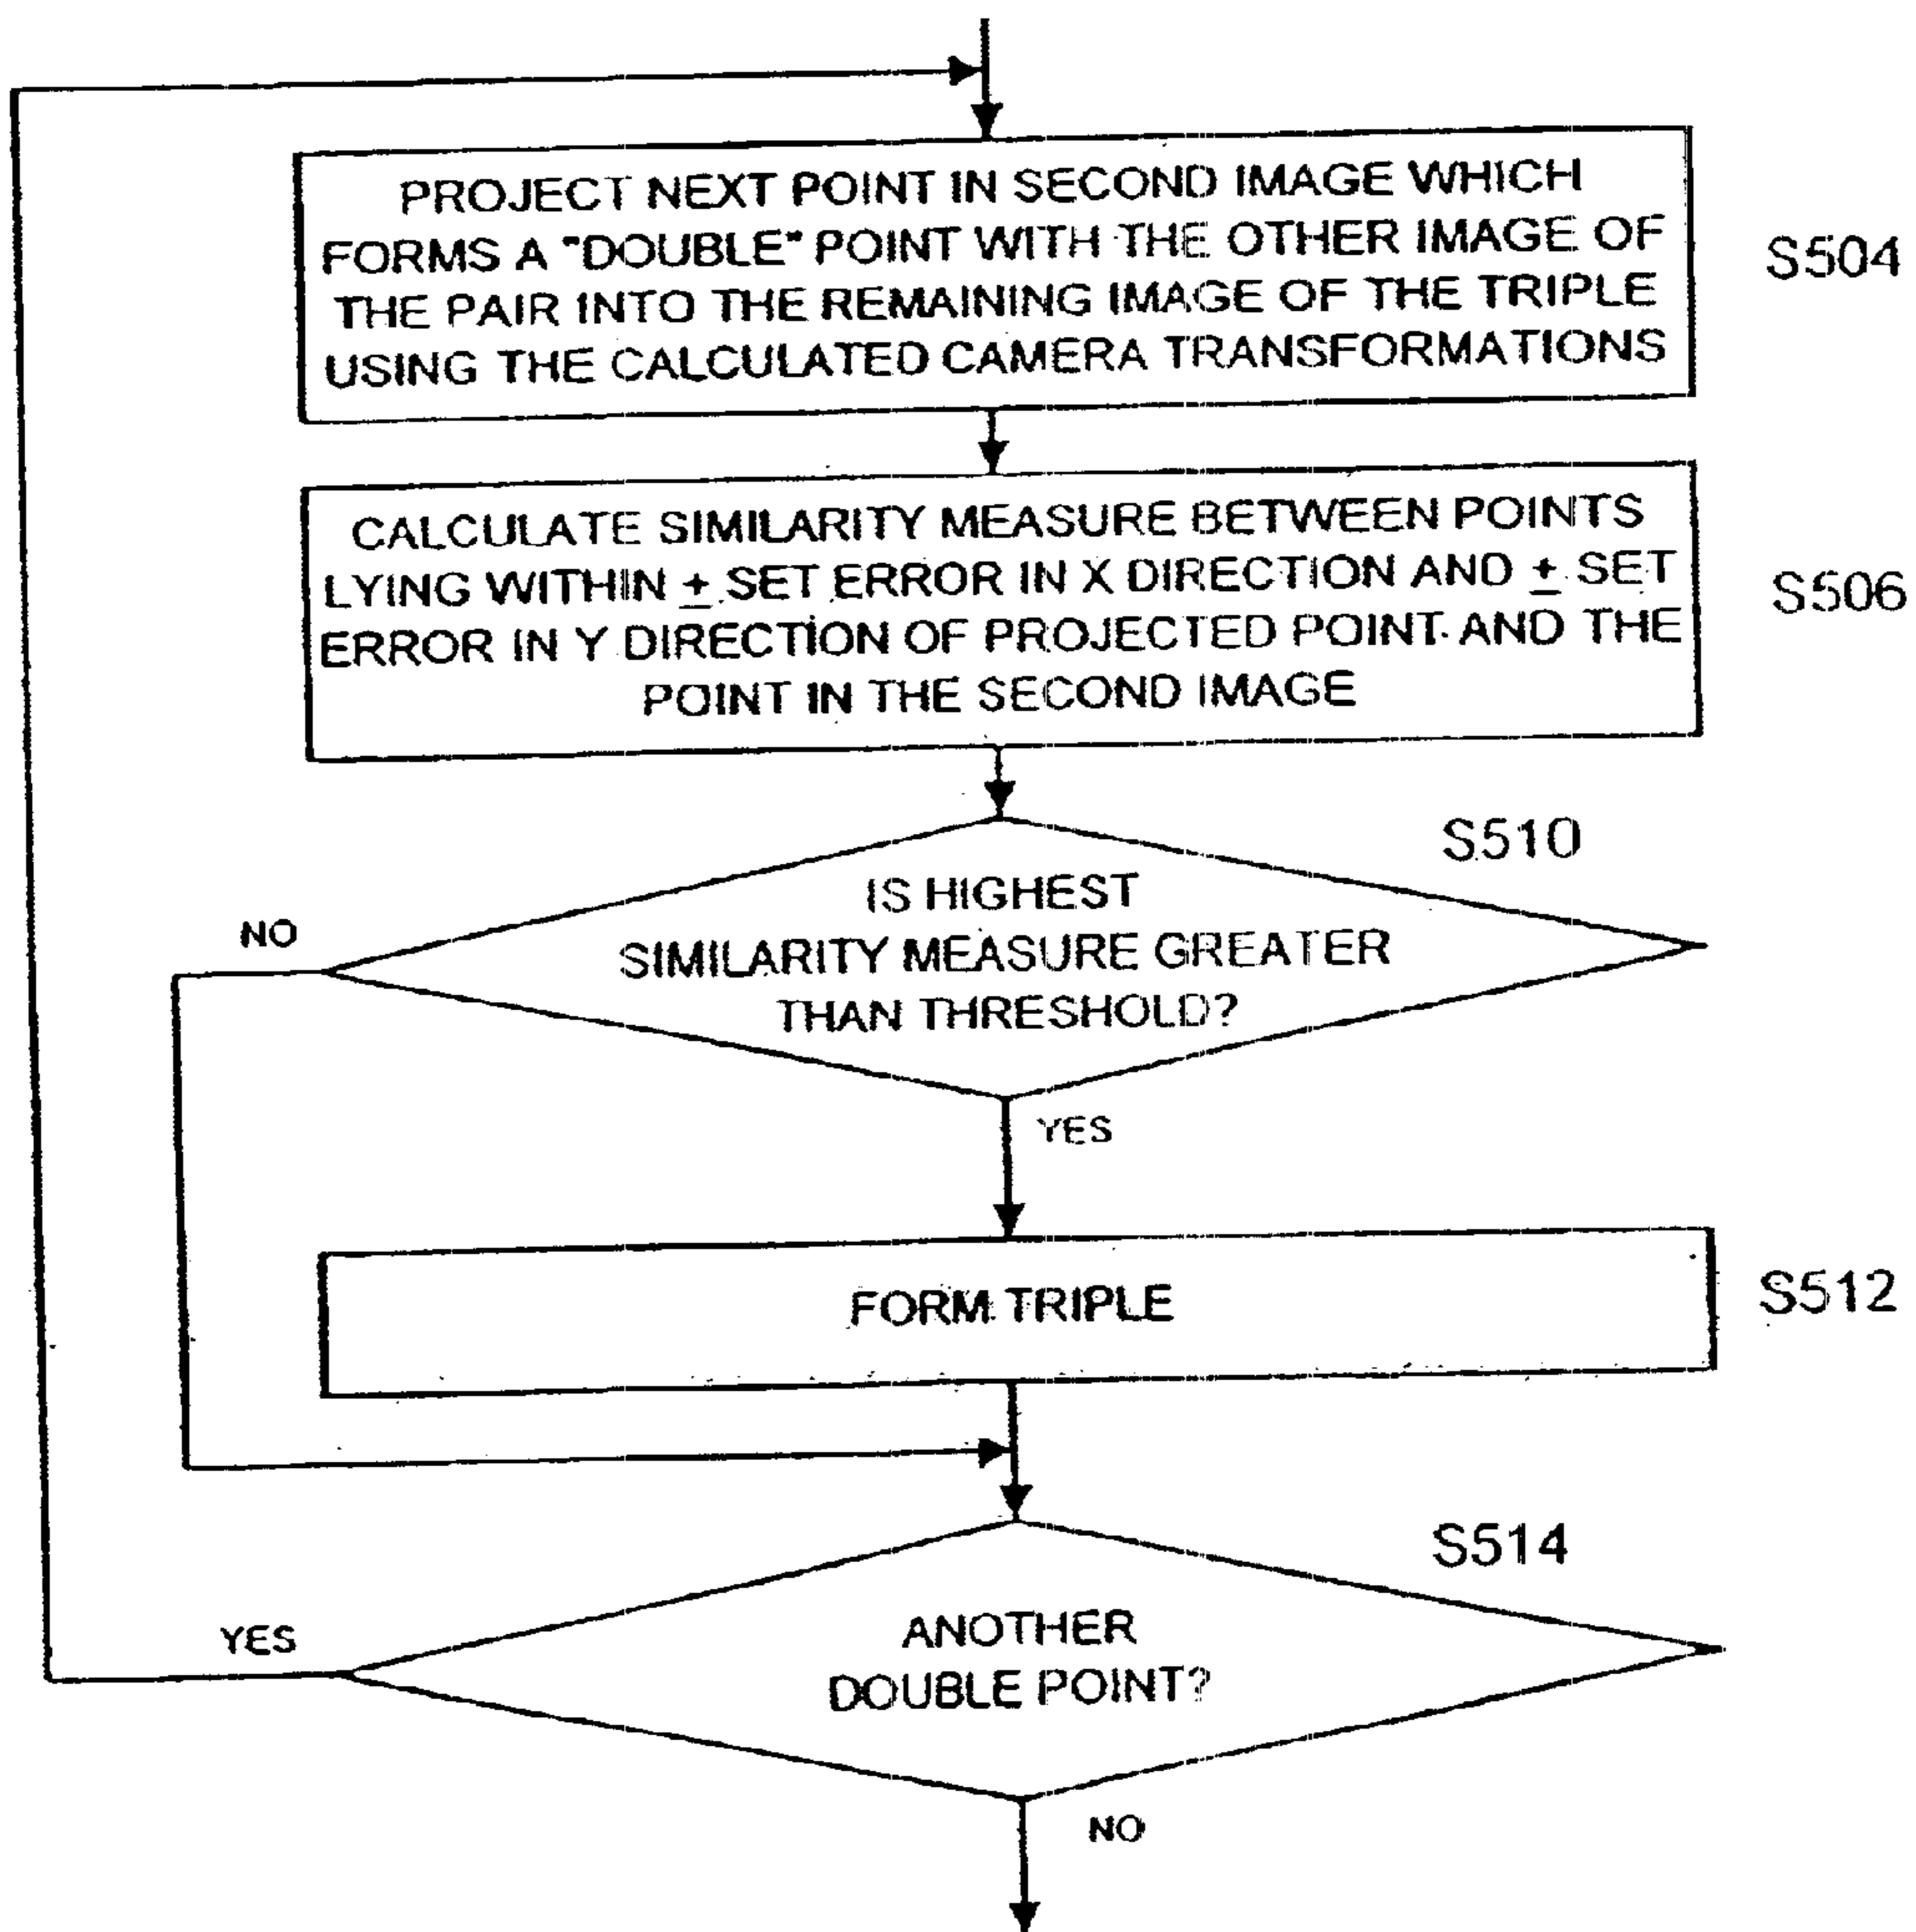 PROJECT NEXT POINT IN SECOND IMAGE WHICH
FORMS A "DOUBLE" POINT WITH THE OTHER IMAGE OF
THE PAIR INTO THE REMAINING IMAGE OF THE TRIPLE
USING THE CALCULATED CAMERA TRANSFORMATIONS
S504
CALCULATE SIMILARITY MEASURE BETWEEN POINTS
LYING WITHIN ± SET ERROR IN X DIRECTION AND ± SET
ERROR IN Y DIRECTION OF PROJECTED POINT AND THE
POINT IN THE SECOND IMAGE
S506
S510
IS HIGHEST
SIMILARITY MEASURE GREATER
THAN THRESHOLD?
NO
YES
FORM TRIPLE
S512
S514
ANOTHER
DOUBLE POINT?
YES
NO